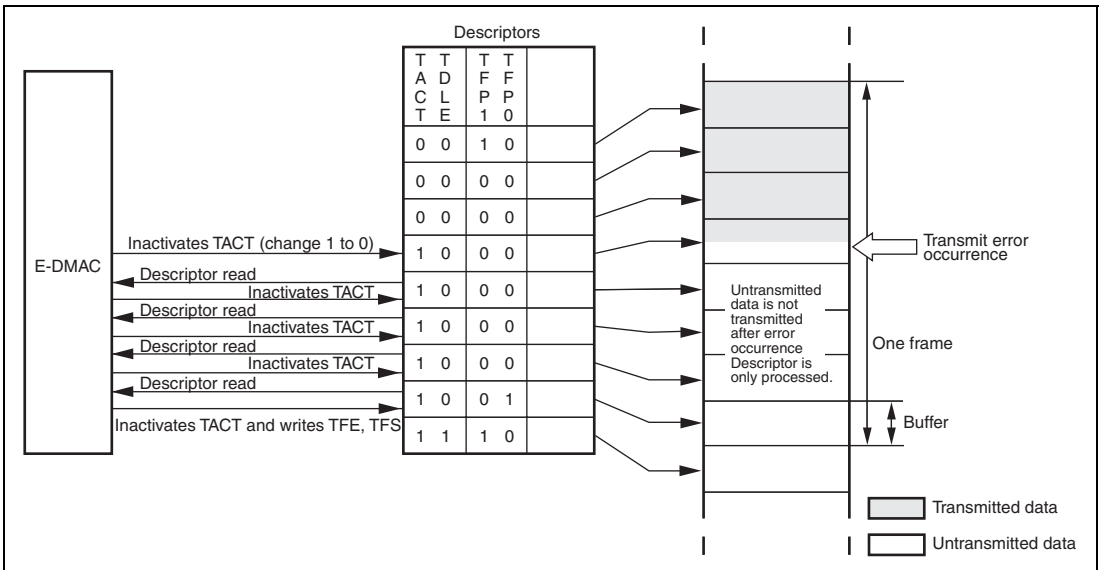 Descriptors
T T T T
A D F F
C L P P
T E 1 0
0 0 1 0
0 0 0 0
0 0 0 0
1 0 0 0
1 0 0 0
1 0 0 0
1 0 0 0
1 0 0 1
1 1 1 0
E-DMAC
Inactivates TACT (change 1 to 0)
Descriptor read
Inactivates TACT
Descriptor read
Inactivates TACT
Descriptor read
Inactivates TACT
Descriptor read
Inactivates TACT and writes TFE, TFS
Transmit error
occurrence
Untransmitted
data is not
transmitted
after error
occurrence
Descriptor is
only processed.
One frame
Buffer
Transmitted data
Untransmitted data